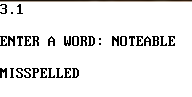 3.1
ENTER A WORD: NOTEABLE
MISSPELLED